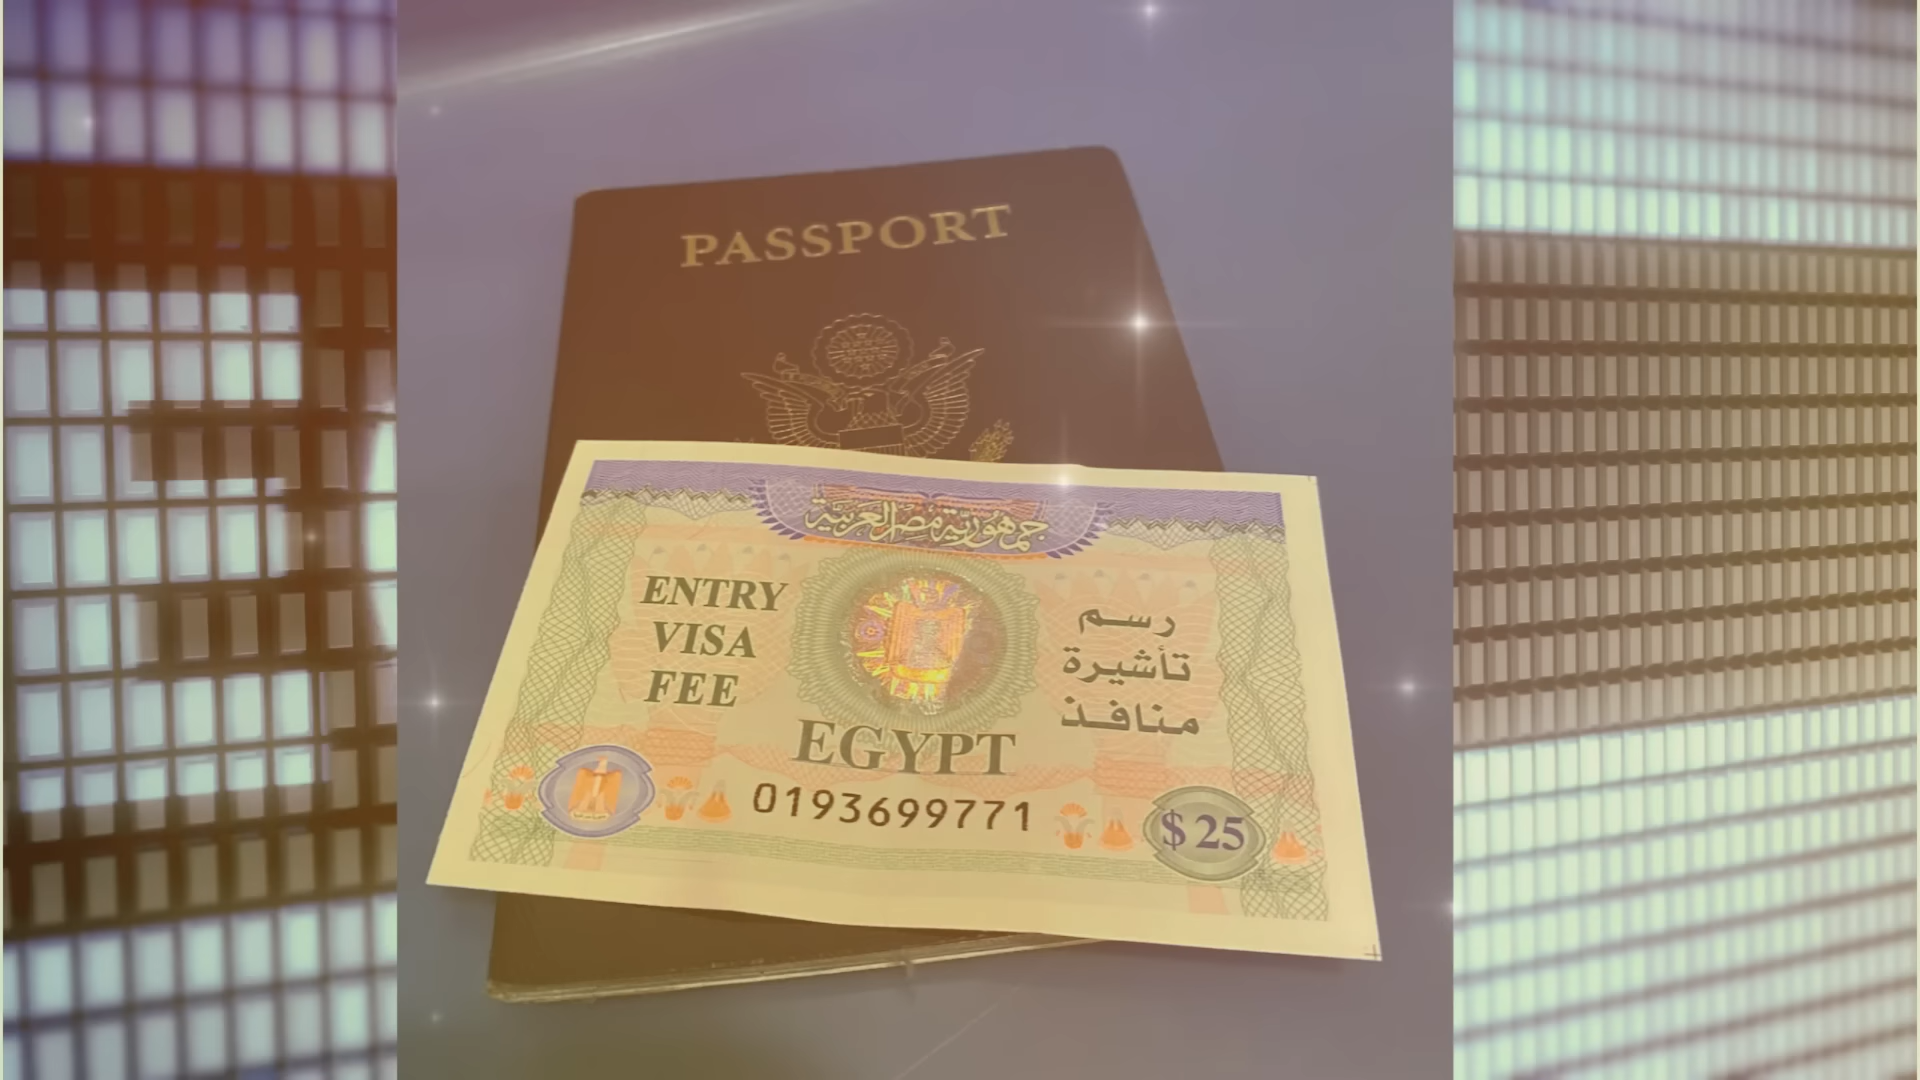 PASSPORT
جمهورية مصر العربية
ENTRY
VISA
FEE
رسم
تأشيرة
منافذ
EGYPT
0193699771
$ 25